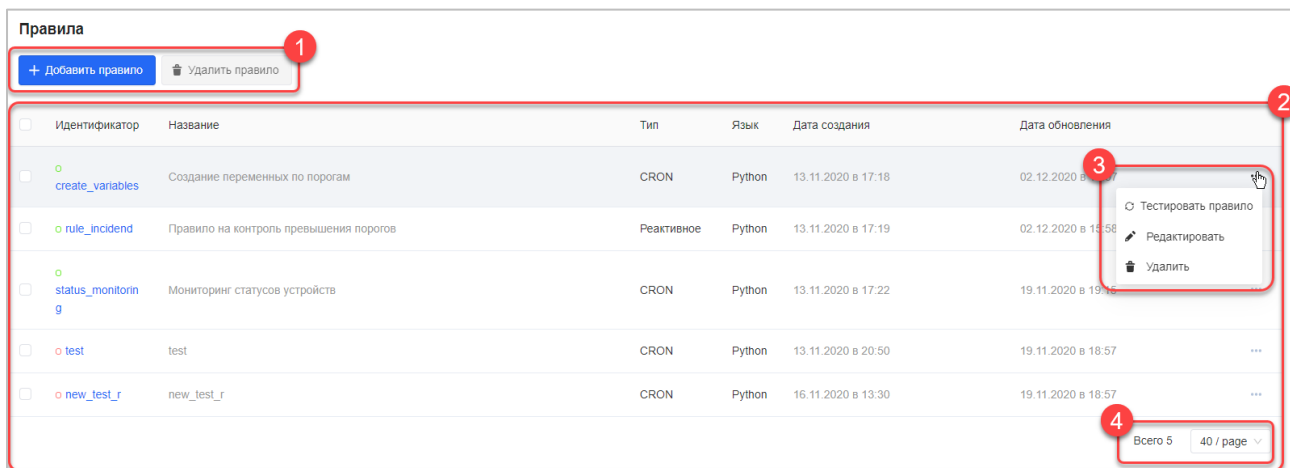 Правила
1
+ Добавить правило Удалить правило
2
Идентификатор Название Тип Язык Дата создания Дата обновления
3
o
create_variables Создание переменных по порогам CRON Python 13.11.2020 в 17:18 02.12.2020 в
Тестировать правило
o rule_incidend Правило на контроль превышения порогов Реактивное Python 13.11.2020 в 17:19 02.12.2020 в 15:58
Редактировать
Удалить
o
status_monitorin
g Мониторинг статусов устройств CRON Python 13.11.2020 в 17:22 19.11.2020 в 19:15 ...
o test test CRON Python 13.11.2020 в 20:50 19.11.2020 в 18:57 ...
o new_test_r new_test_r CRON Python 16.11.2020 в 13:30 19.11.2020 в 18:57 ...
4
Всего 5 40 / page